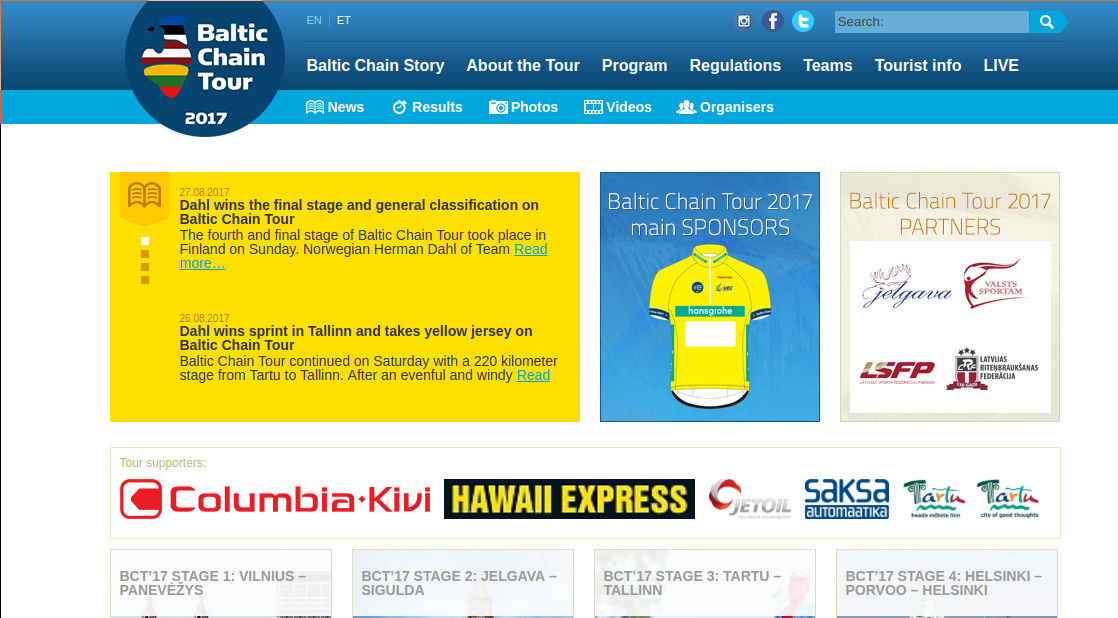 EN | ET
Search:
Baltic
Chain
Tour
2017
Baltic Chain Story About the Tour Program Regulations Teams Tourist info LIVE
News Results Photos Videos Organisers
27.08.2017
Dahl wins the final stage and general classification on
Baltic Chain Tour
The fourth and final stage of Baltic Chain Tour took place in
Finland on Sunday. Norwegian Herman Dahl of Team Read
more…
26.08.2017
Dahl wins sprint in Tallinn and takes yellow jersey on
Baltic Chain Tour
Baltic Chain Tour continued on Saturday with a 220 kilometer
stage from Tartu to Tallinn. After an evenful and windy Read
Baltic Chain Tour 2017
main SPONSORS
hansgrohe
Baltic Chain Tour 2017
PARTNERS
jelgava
VALSTS
SPORTAM
LSFP
LATVIJAS SPORTA FEDERĀCIJU PADOME
LATVIJAS
RITEŅBRAUKŠANAS
FEDERĀCIJA
Tour supporters:
Columbia·Kivi
HAWAII EXPRESS
JETOIL
saksa
automaatika
Tartu
heade mõtete linn
Tartu
city of good thoughts
BCT'17 STAGE 1: VILNIUS –
PANEVĖŽYS
BCT'17 STAGE 2: JELGAVA –
SIGULDA
BCT'17 STAGE 3: TARTU –
TALLINN
BCT'17 STAGE 4: HELSINKI –
PORVOO – HELSINKI